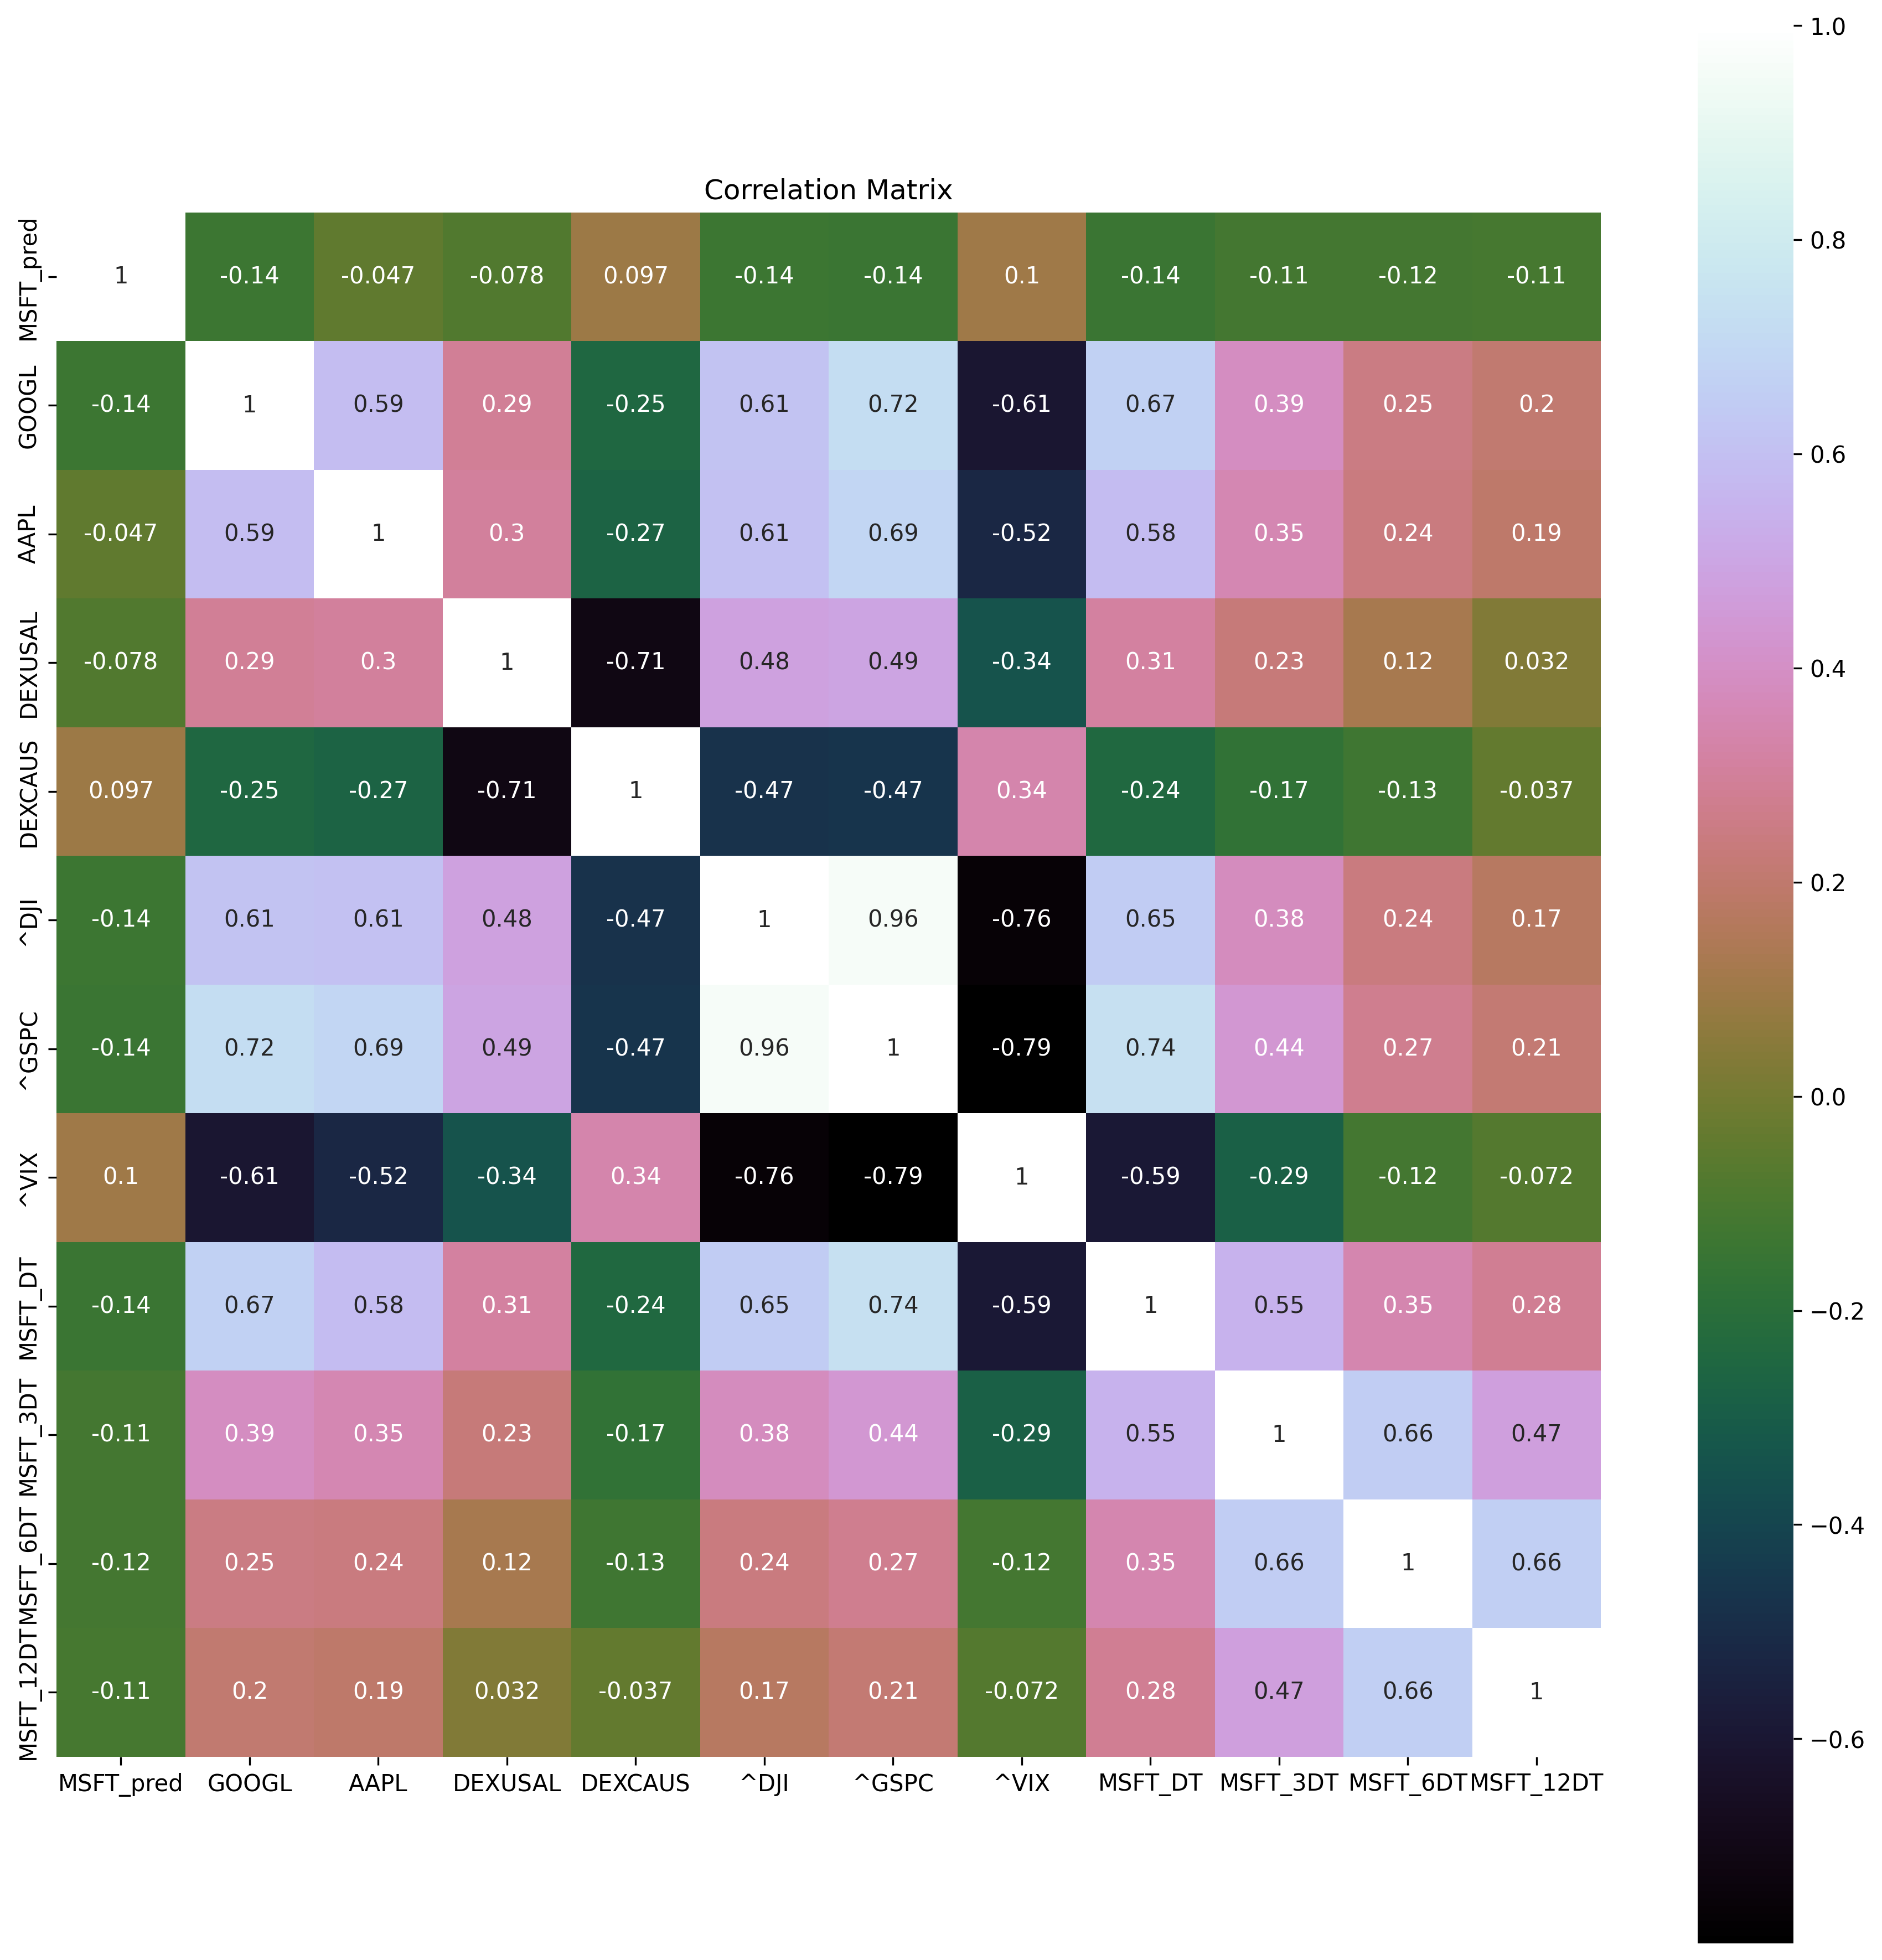 Correlation Matrix
MSFT_pred 1 -0.14 -0.047 -0.078 0.097 -0.14 -0.14 0.1 -0.14 -0.11 -0.12 -0.11
GOOGL -0.14 1 0.59 0.29 -0.25 0.61 0.72 -0.61 0.67 0.39 0.25 0.2
AAPL -0.047 0.59 1 0.3 -0.27 0.61 0.69 -0.52 0.58 0.35 0.24 0.19
DEXUSAL -0.078 0.29 0.3 1 -0.71 0.48 0.49 -0.34 0.31 0.23 0.12 0.032
DEXCAUS 0.097 -0.25 -0.27 -0.71 1 -0.47 -0.47 0.34 -0.24 -0.17 -0.13 -0.037
^DJI -0.14 0.61 0.61 0.48 -0.47 1 0.96 -0.76 0.65 0.38 0.24 0.17
^GSPC -0.14 0.72 0.69 0.49 -0.47 0.96 1 -0.79 0.74 0.44 0.27 0.21
^VIX 0.1 -0.61 -0.52 -0.34 0.34 -0.76 -0.79 1 -0.59 -0.29 -0.12 -0.072
MSFT_DT -0.14 0.67 0.58 0.31 -0.24 0.65 0.74 -0.59 1 0.55 0.35 0.28
MSFT_3DT -0.11 0.39 0.35 0.23 -0.17 0.38 0.44 -0.29 0.55 1 0.66 0.47
MSFT_6DT -0.12 0.25 0.24 0.12 -0.13 0.24 0.27 -0.12 0.35 0.66 1 0.66
MSFT_12DT -0.11 0.2 0.19 0.032 -0.037 0.17 0.21 -0.072 0.28 0.47 0.66 1
MSFT_pred GOOGL AAPL DEXUSAL DEXCAUS ^DJI ^GSPC ^VIX MSFT_DT MSFT_3DT MSFT_6DT MSFT_12DT
1.0
0.8
0.6
0.4
0.2
0.0
−0.2
−0.4
−0.6